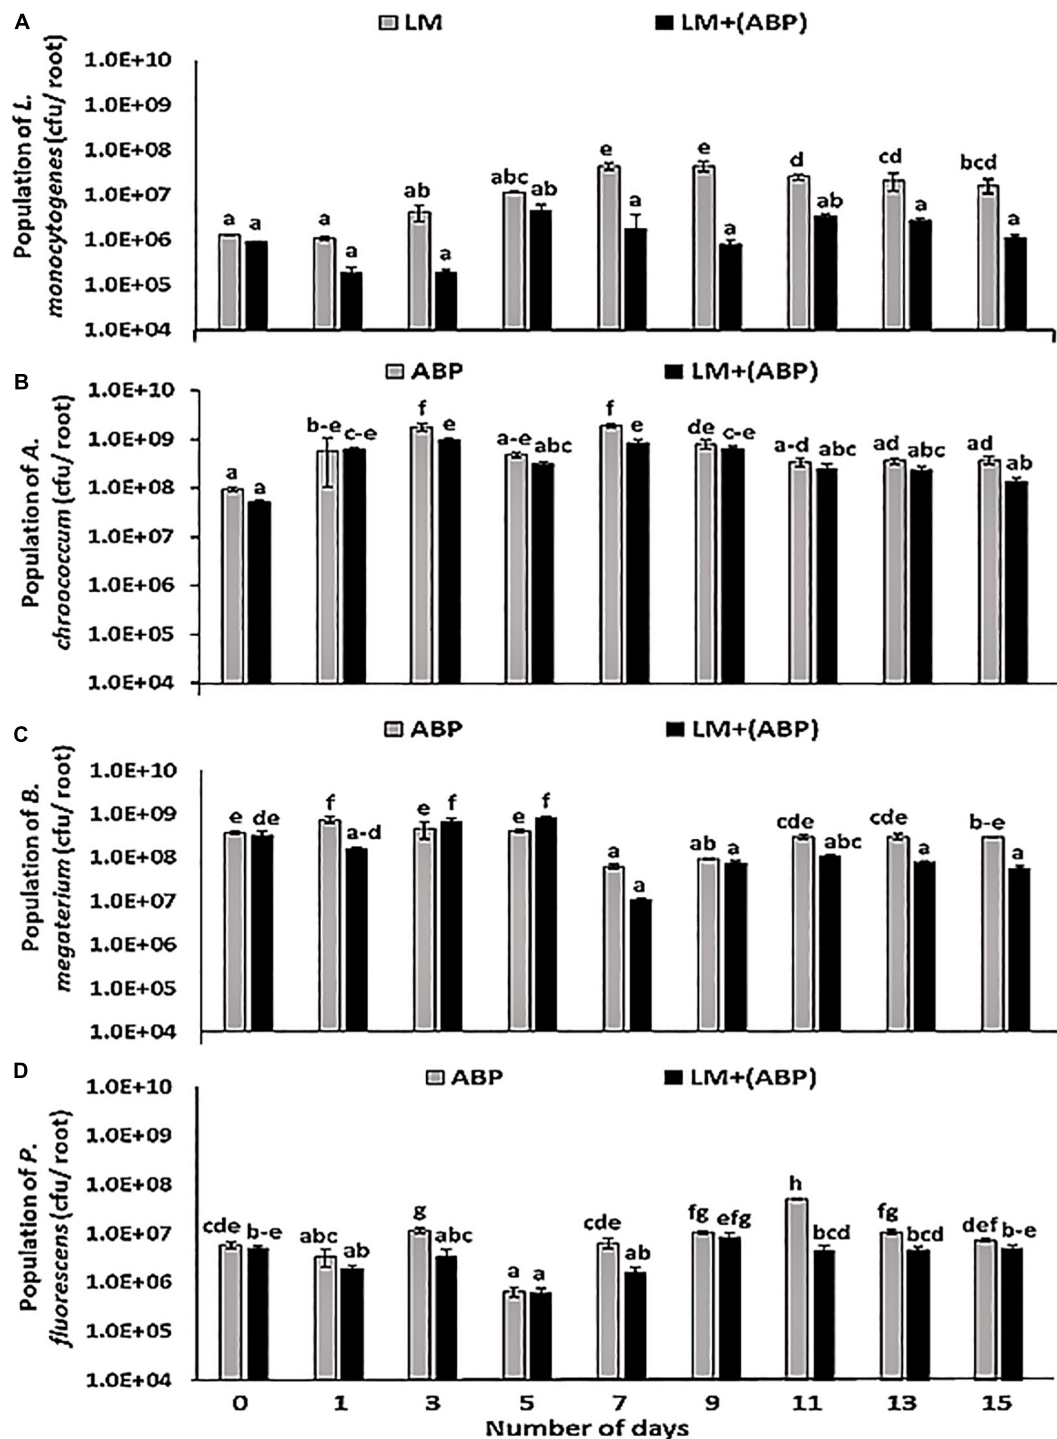 A
LM LM+(ABP)
Population of L. monocytogenes (cfu/ root)
1.0E+10
1.0E+09
1.0E+08
1.0E+07
1.0E+06
1.0E+05
1.0E+04
a a a a ab a abc ab e a e a d ab cd a bcd a
B
ABP LM+(ABP)
Population of A. chroococcum (cfu/ root)
1.0E+10
1.0E+09
1.0E+08
1.0E+07
1.0E+06
1.0E+05
1.0E+04
a a b-e c-e f e a-e abc f e de c-e a-d abc ad abc ad ab
C
ABP LM+(ABP)
Population of B. megaterium (cfu/ root)
1.0E+10
1.0E+09
1.0E+08
1.0E+07
1.0E+06
1.0E+05
1.0E+04
e de f a-d e f e f a a ab a cde abc cde a b-e a
D
ABP LM+(ABP)
Population of P. fluorescens (cfu/ root)
1.0E+10
1.0E+09
1.0E+08
1.0E+07
1.0E+06
1.0E+05
1.0E+04
cde b-e abc ab g abc a a cde ab fg efg h bcd fg bcd def b-e
0 1 3 5 7 9 11 13 15
Number of days